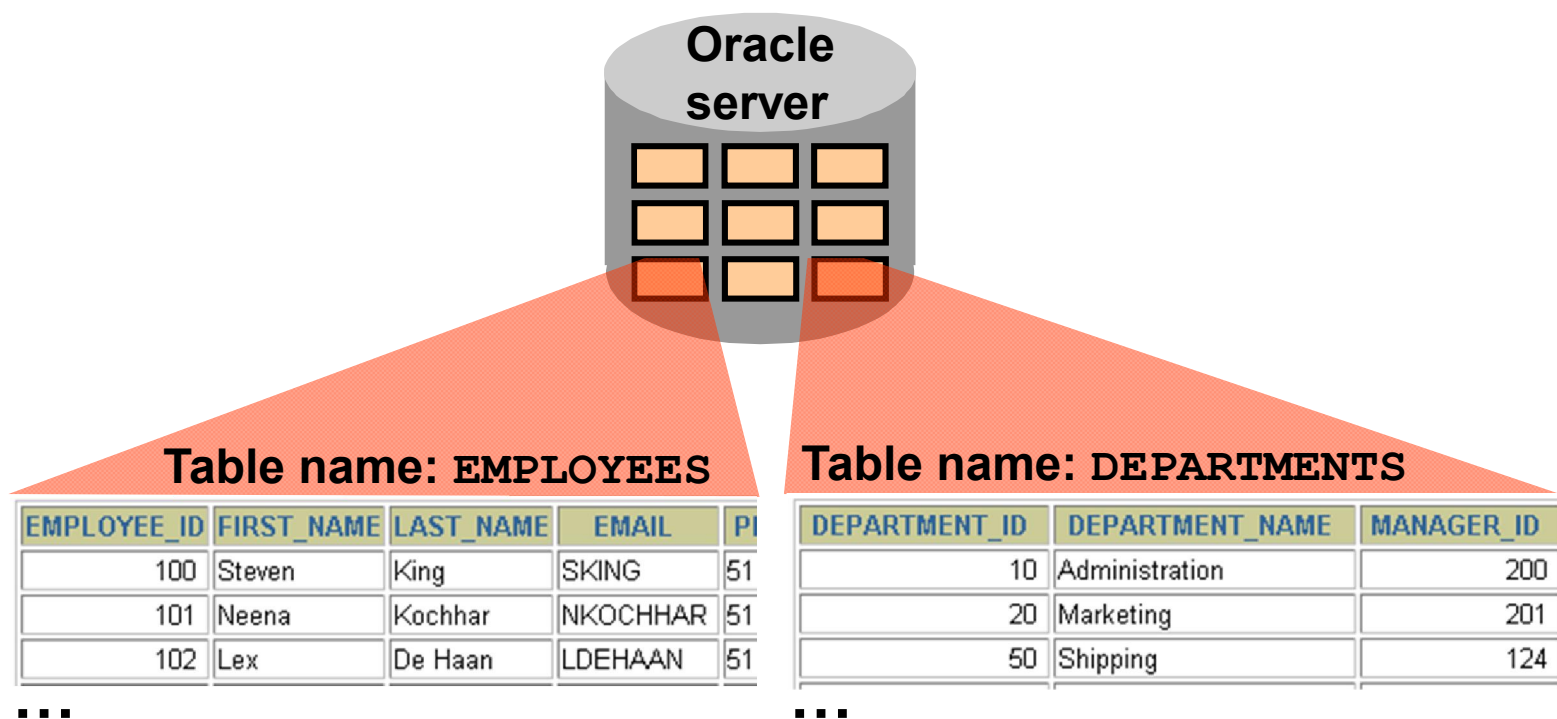 Oracle
server
Table name: EMPLOYEES
EMPLOYEE_ID FIRST_NAME LAST_NAME EMAIL
100 Steven King SKING 51
101 Neena Kochhar NKOCHHAR 51
102 Lex De Haan LDEHAAN 51
...
Table name: DEPARTMENTS
DEPARTMENT_ID DEPARTMENT_NAME MANAGER_ID
10 Administration 200
20 Marketing 201
50 Shipping 124
...